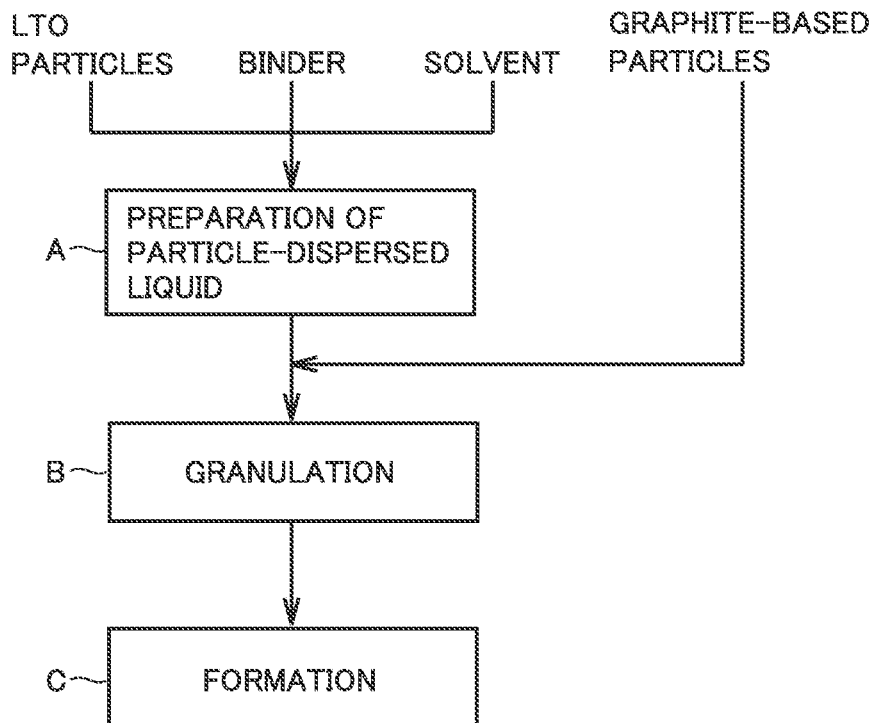 LTO
PARTICLES
BINDER
SOLVENT
GRAPHITE-BASED
PARTICLES
A
PREPARATION OF
PARTICLE-DISPERSED
LIQUID
B
GRANULATION
C
FORMATION